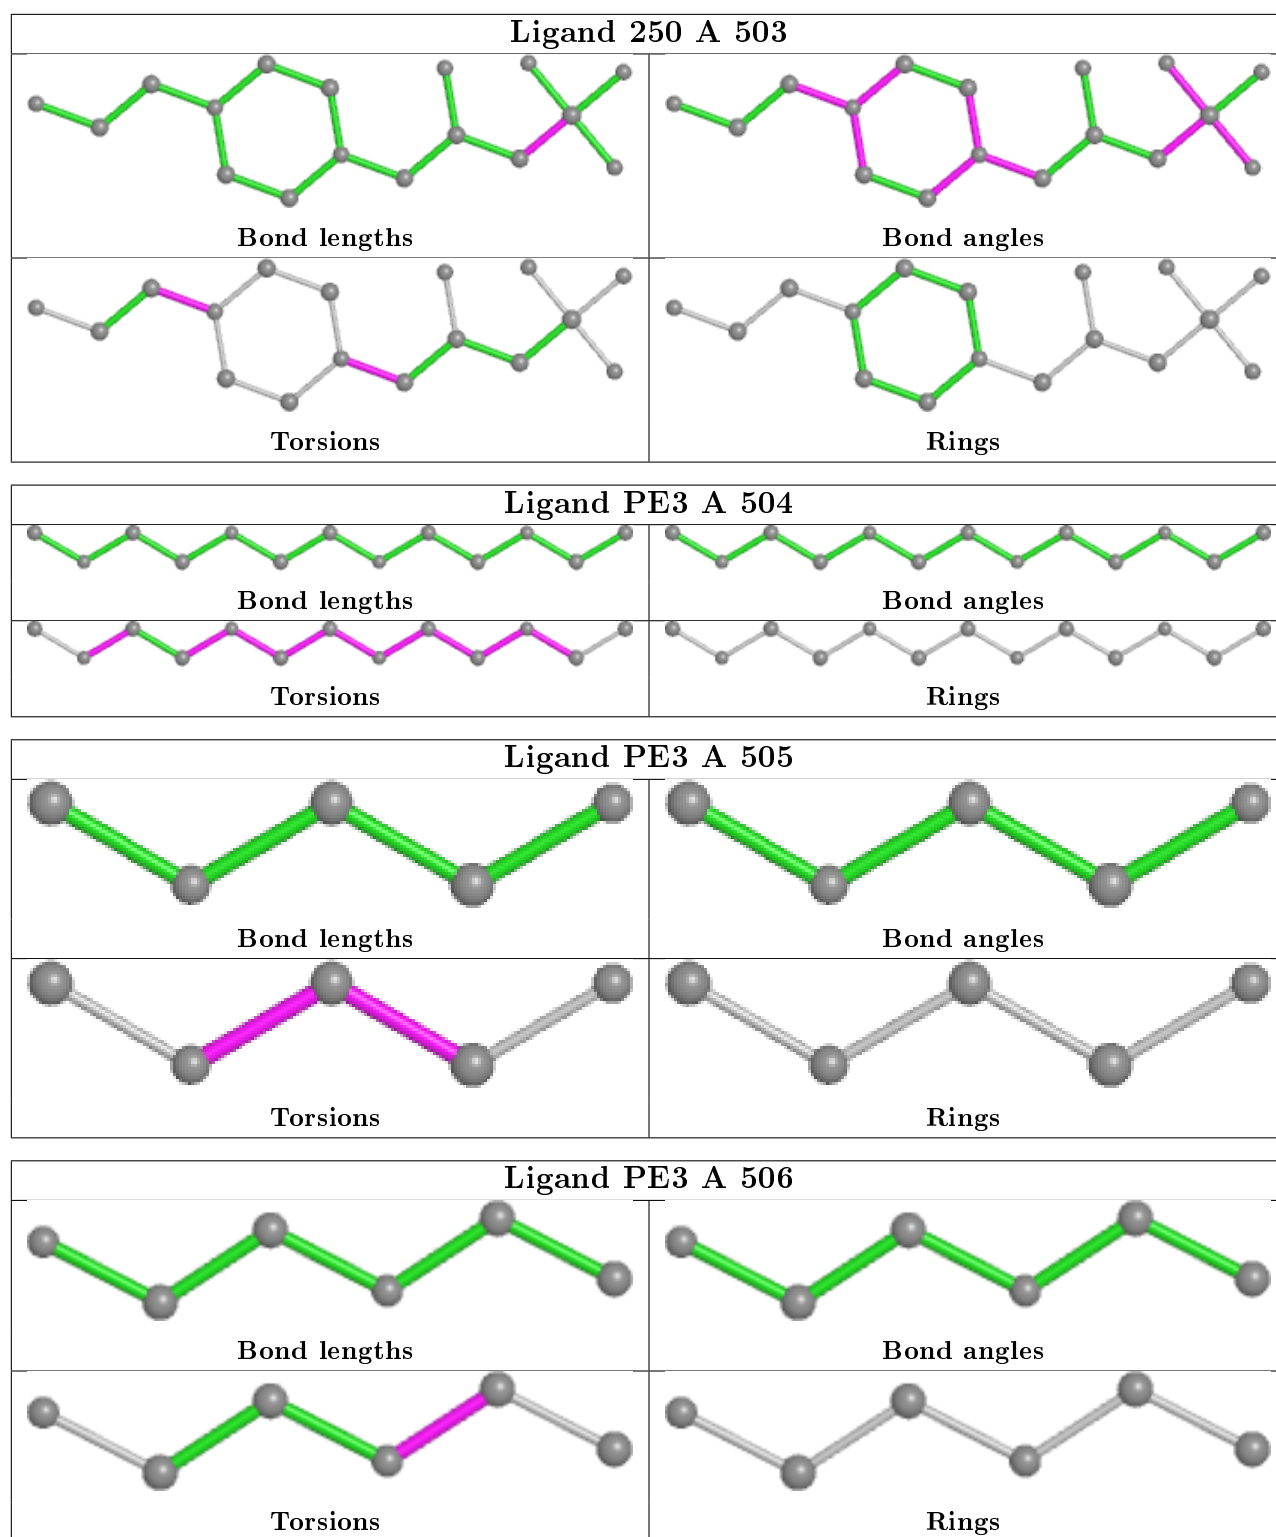 Ligand 250 A 503
Bond lengths
Bond angles
Torsions
Rings
Ligand PE3 A 504
Bond lengths
Bond angles
Torsions
Rings
Ligand PE3 A 505
Bond lengths
Bond angles
Torsions
Rings
Ligand PE3 A 506
Bond lengths
Bond angles
Torsions
Rings